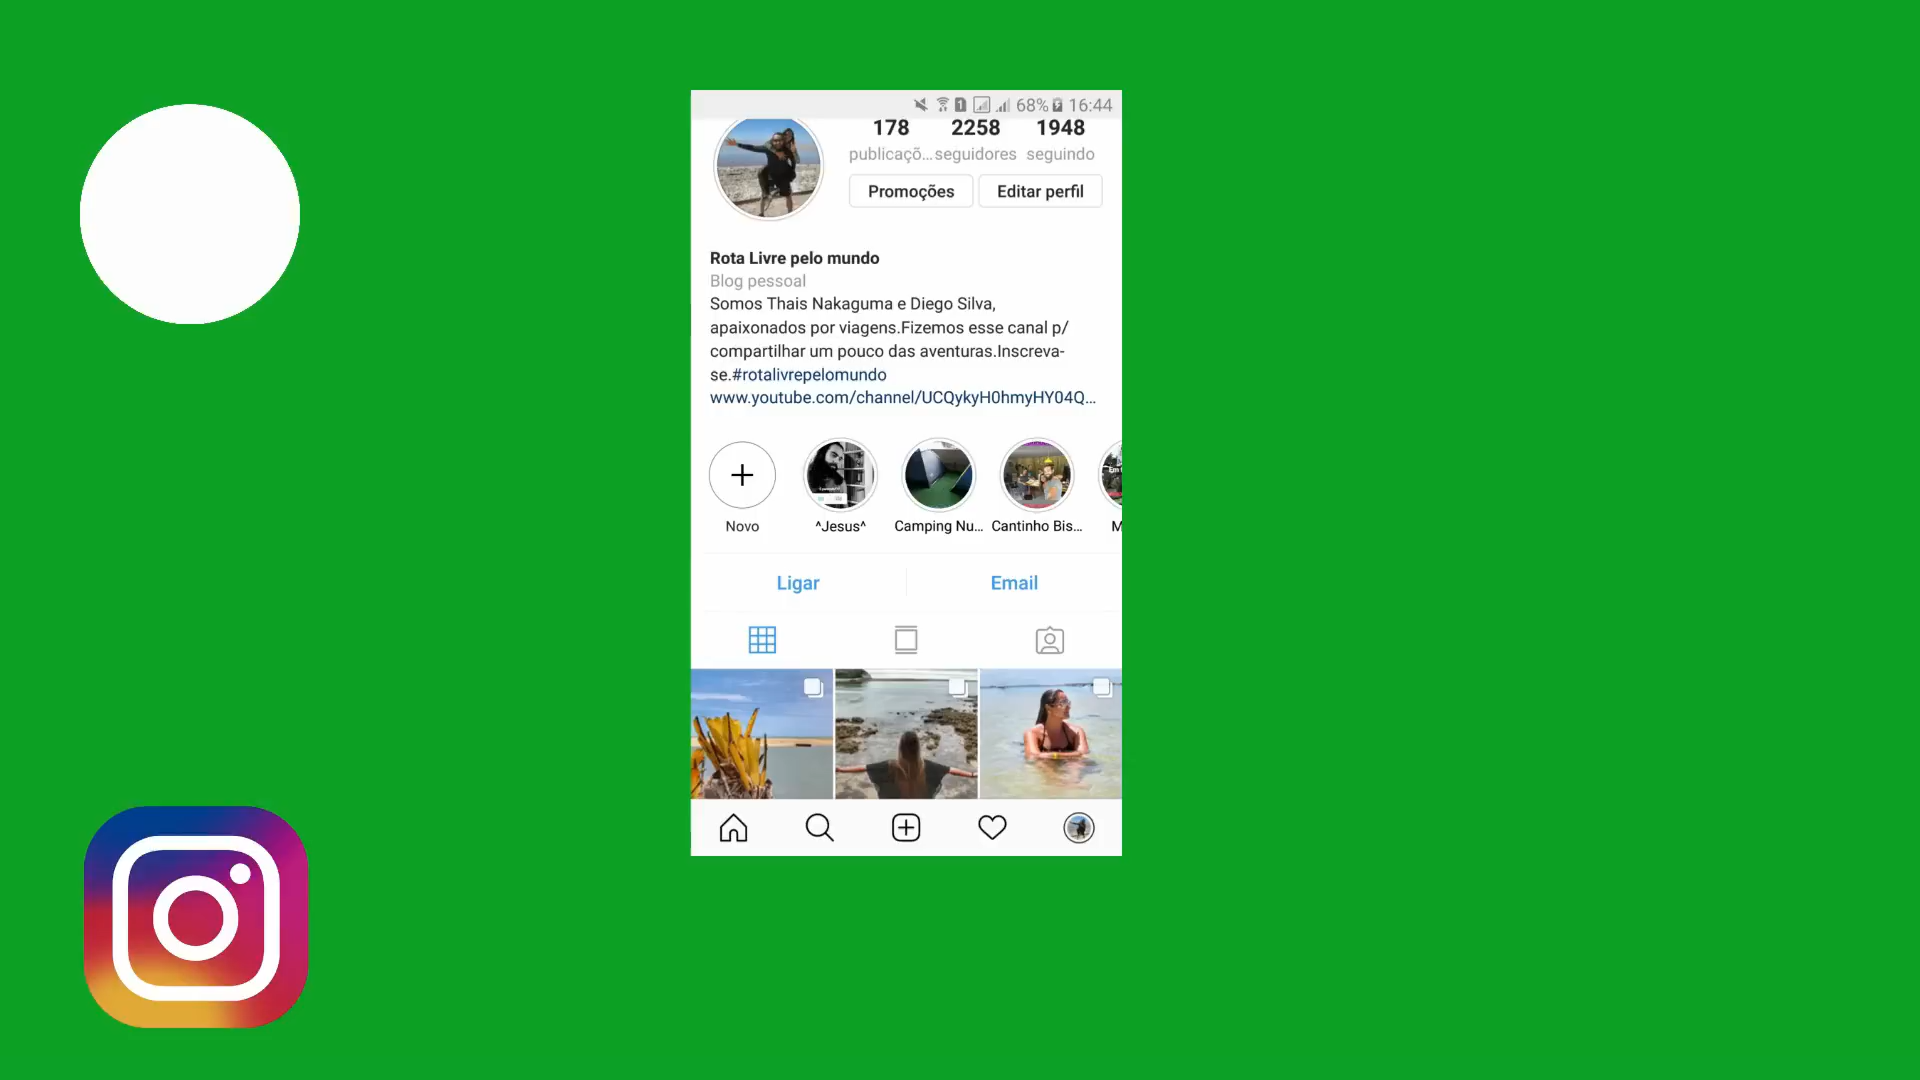 1 68% 16:44
178 2258 1948
publicaçõ... seguidores seguindo
Promoções Editar perfil
Rota Livre pelo mundo
Blog pessoal
Somos Thais Nakaguma e Diego Silva,
apaixonados por viagens.Fizemos esse canal p/
compartilhar um pouco das aventuras.Inscreva-
se.#rotalivrepelomundo
www.youtube.com/channel/UCQykyH0hmyHY04Q...
Novo ^Jesus^ Camping Nu... Cantinho Bis... M
Ligar Email